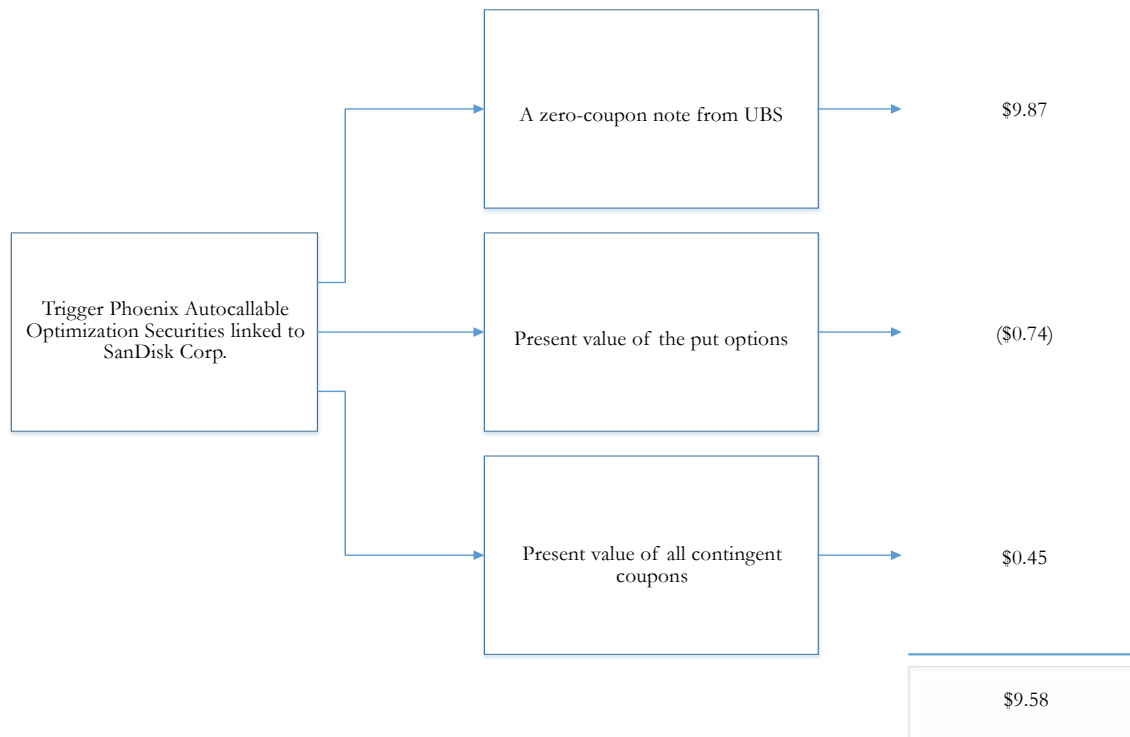 A zero-coupon note from UBS
$9.87
Trigger Phoenix Autocallable
Optimization Securities linked to
SanDisk Corp.
Present value of the put options
($0.74)
Present value of all contingent
coupons
$0.45
$9.58